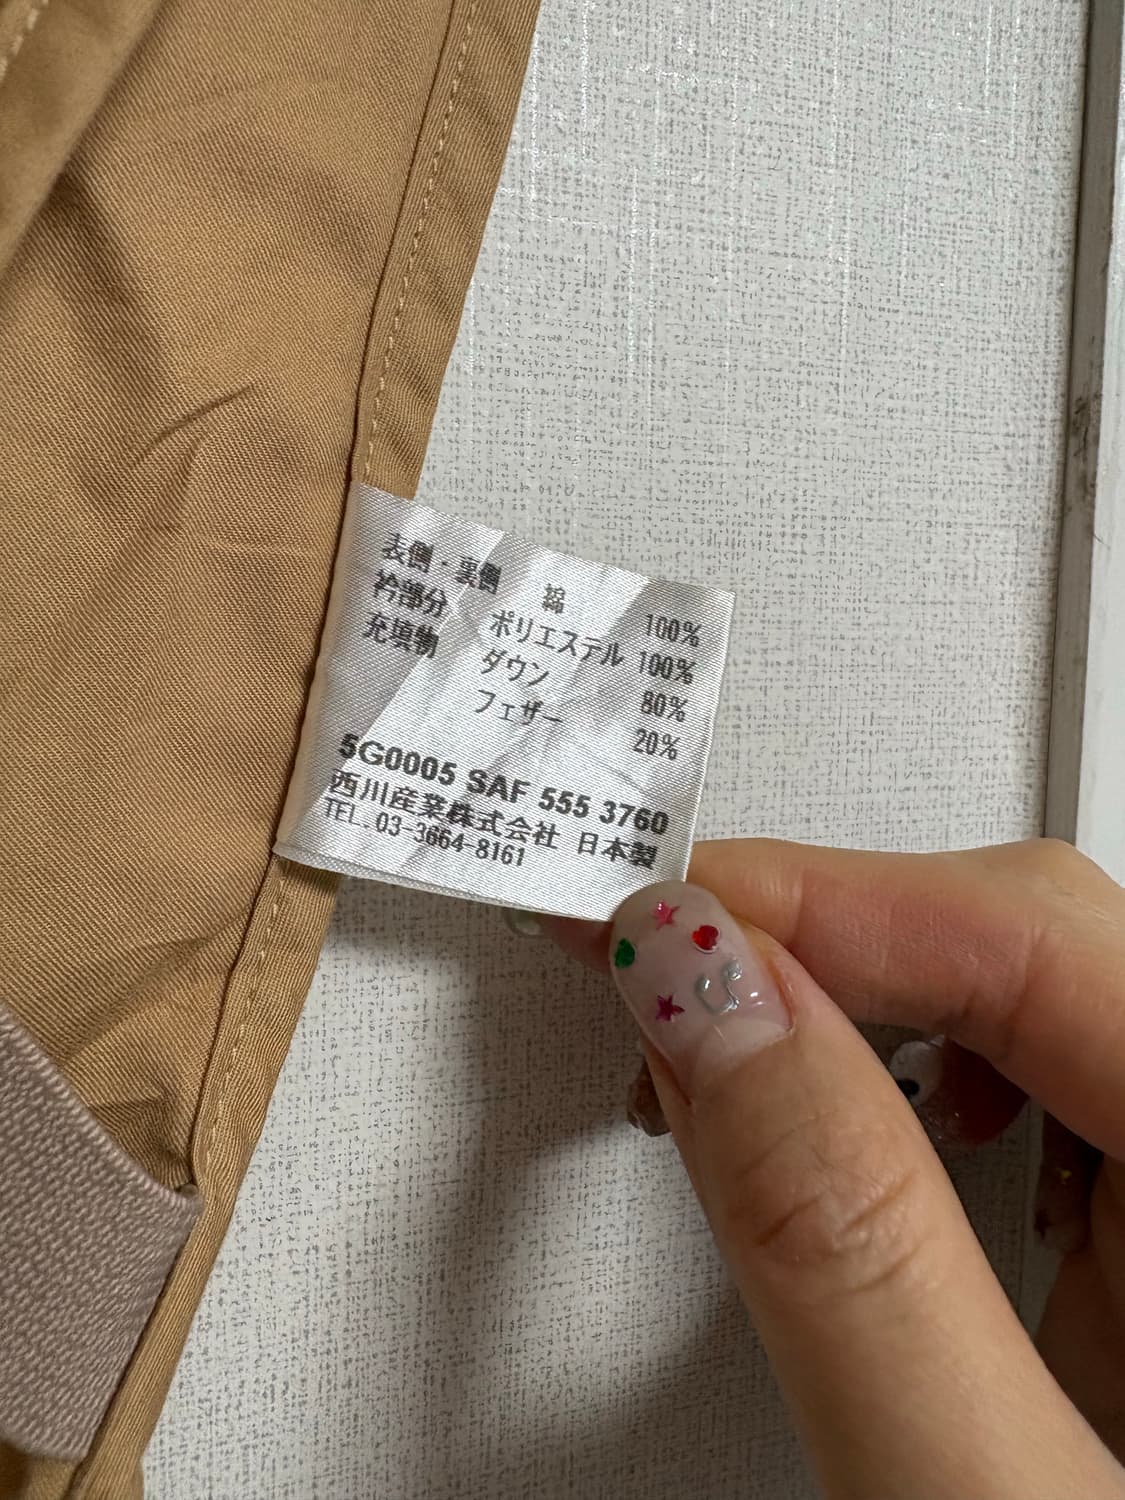 表側・裏側 綿 100%
衿部分 ポリエステル 100%
充填物 ダウン 80%
フェザー 20%
5G0005 SAF 555 3760
西川産業株式会社 日本製
TEL. 03-3664-8161